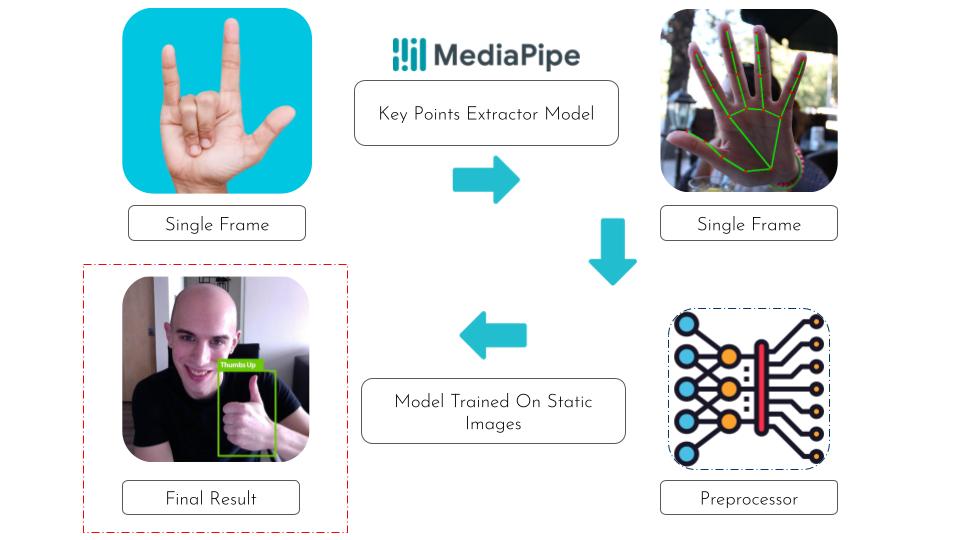 MediaPipe
Key Points Extractor Model
Single Frame
Single Frame
Thumbs Up
Model Trained On Static
Images
Final Result
Preprocessor